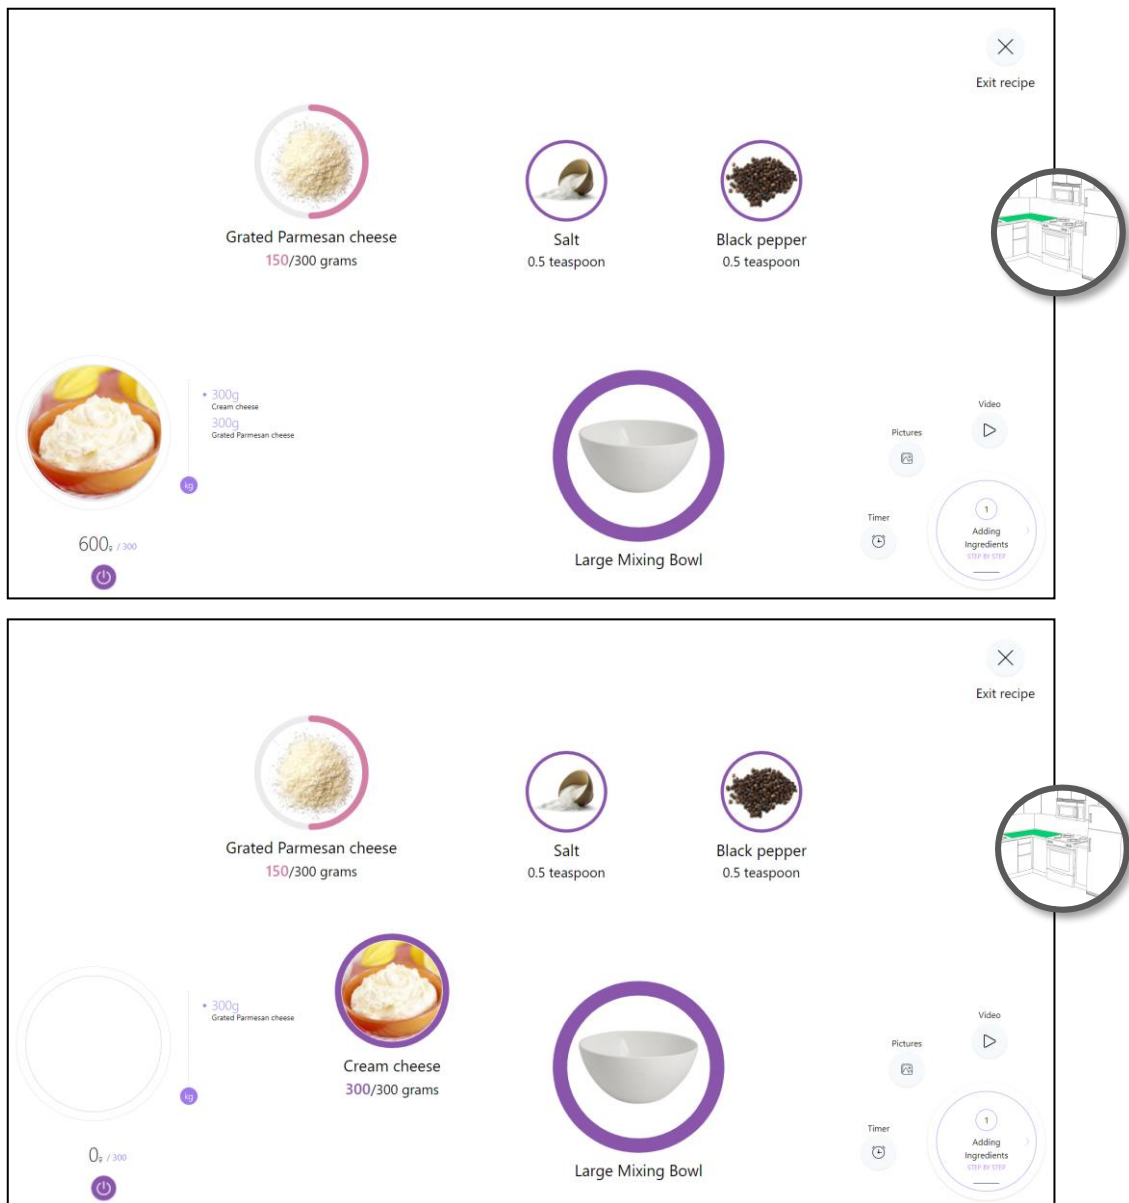 Exit recipe
Grated Parmesan cheese
150/300 grams
Salt
0.5 teaspoon
Black pepper
0.5 teaspoon
300g
Cream cheese
300g
Grated Parmesan cheese
kg
600g / 300
Large Mixing Bowl
Video
Pictures
Timer
1
Adding
Ingredients
STEP BY STEP
Exit recipe
Grated Parmesan cheese
150/300 grams
Salt
0.5 teaspoon
Black pepper
0.5 teaspoon
300g
Grated Parmesan cheese
kg
0g / 300
Cream cheese
300/300 grams
Large Mixing Bowl
Video
Pictures
Timer
1
Adding
Ingredients
STEP BY STEP